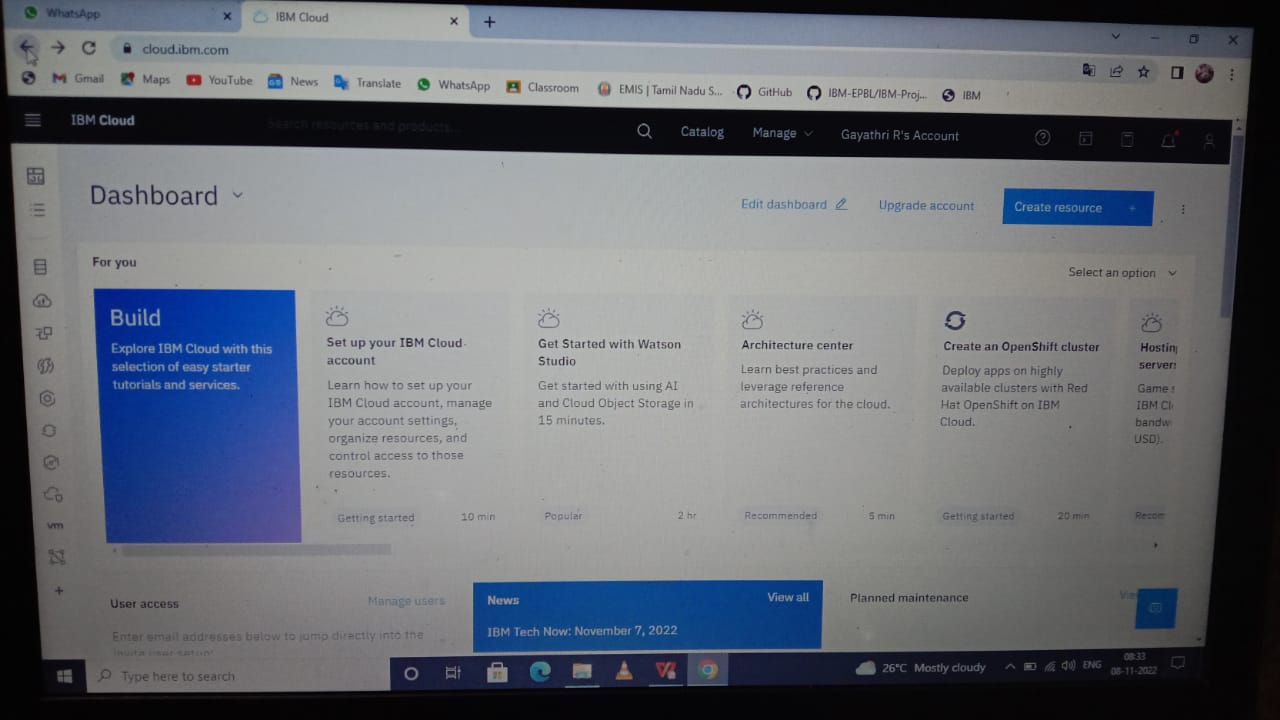 WhatsApp
IBM Cloud
cloud.ibm.com
Gmail
Maps
YouTube
News
Translate
WhatsApp
Classroom
EMIS | Tamil Nadu S...
GitHub
IBM-EPBL/IBM-Proj...
IBM
IBM Cloud
Search resources and products...
Catalog
Manage
Gayathri R's Account
Dashboard
Edit dashboard
Upgrade account
Create resource +
For you
Select an option
Build
Explore IBM Cloud with this
selection of easy starter
tutorials and services.
Set up your IBM Cloud
account
Learn how to set up your
IBM Cloud account, manage
your account settings,
organize resources, and
control access to those
resources.
Getting started
10 min
Get Started with Watson
Studio
Get started with using AI
and Cloud Object Storage in
15 minutes.
Popular
2 hr
Architecture center
Learn best practices and
leverage reference
architectures for the cloud.
Recommended
5 min
Create an OpenShift cluster
Deploy apps on highly
available clusters with Red
Hat OpenShift on IBM
Cloud.
Getting started
20 min
Hostin
server
Game s
IBM Cl
bandw
USD).
Recom
vm
User access
Manage users
Enter email addresses below to jump directly into the
invite user setup!
News
View all
IBM Tech Now: November 7, 2022
Planned maintenance
Vie
Type here to search
26°C Mostly cloudy
ENG
08:33
08-11-2022